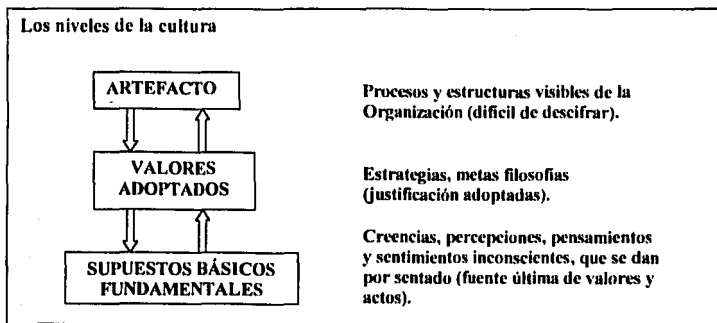 Los niveles de la cultura
ARTEFACTO
Procesos y estructuras visibles de la
Organización (dificil de descifrar).
VALORES
ADOPTADOS
Estrategias, metas filosofías
(justificación adoptadas).
SUPUESTOS BÁSICOS
FUNDAMENTALES
Creencias, percepciones, pensamientos
y sentimientos inconscientes, que se dan
por sentado (fuente última de valores y
actos).